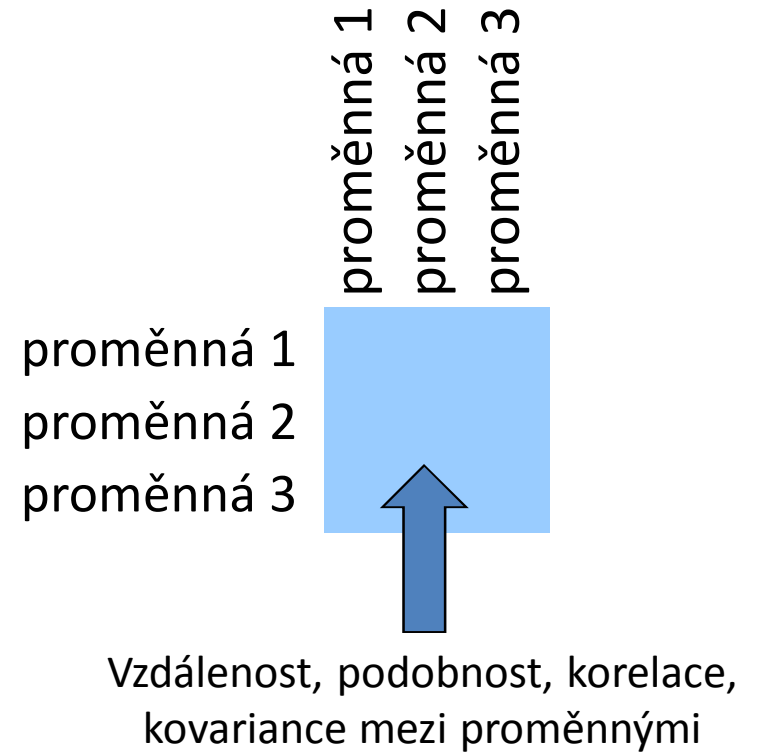 proměnná 1
proměnná 2
proměnná 3
proměnná 1
proměnná 2
proměnná 3
Vzdálenost, podobnost, korelace,
kovariance mezi proměnnými